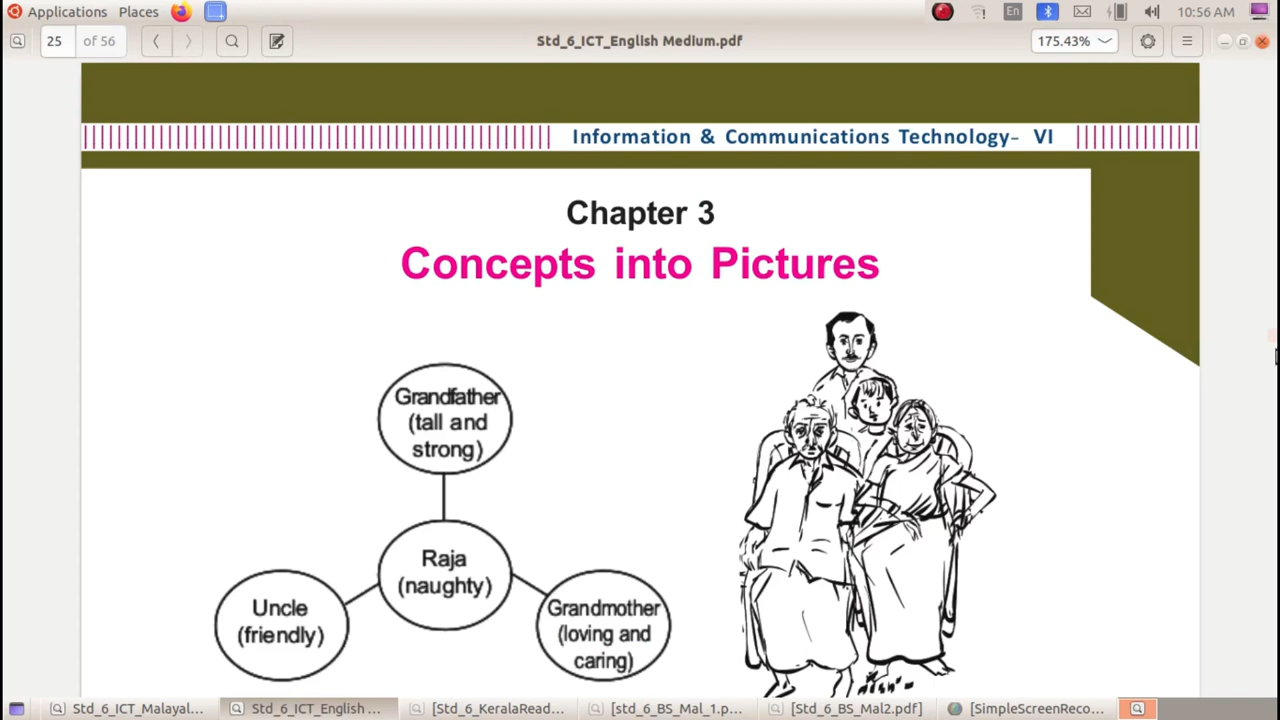 Applications Places En 10:56 AM
25 of 56 Std_6_ICT_English Medium.pdf 175.43%
Information & Communications Technology– VI
Chapter 3
Concepts into Pictures
Grandfather
(tall and
strong)
Raja
(naughty)
Uncle
(friendly)
Grandmother
(loving and
caring)
Std_6_ICT_Malayal... Std_6_ICT_English ... [Std_6_KeralaRead... [std_6_BS_Mal_1.p... [std_6_BS_Mal2.pdf] [SimpleScreenReco...